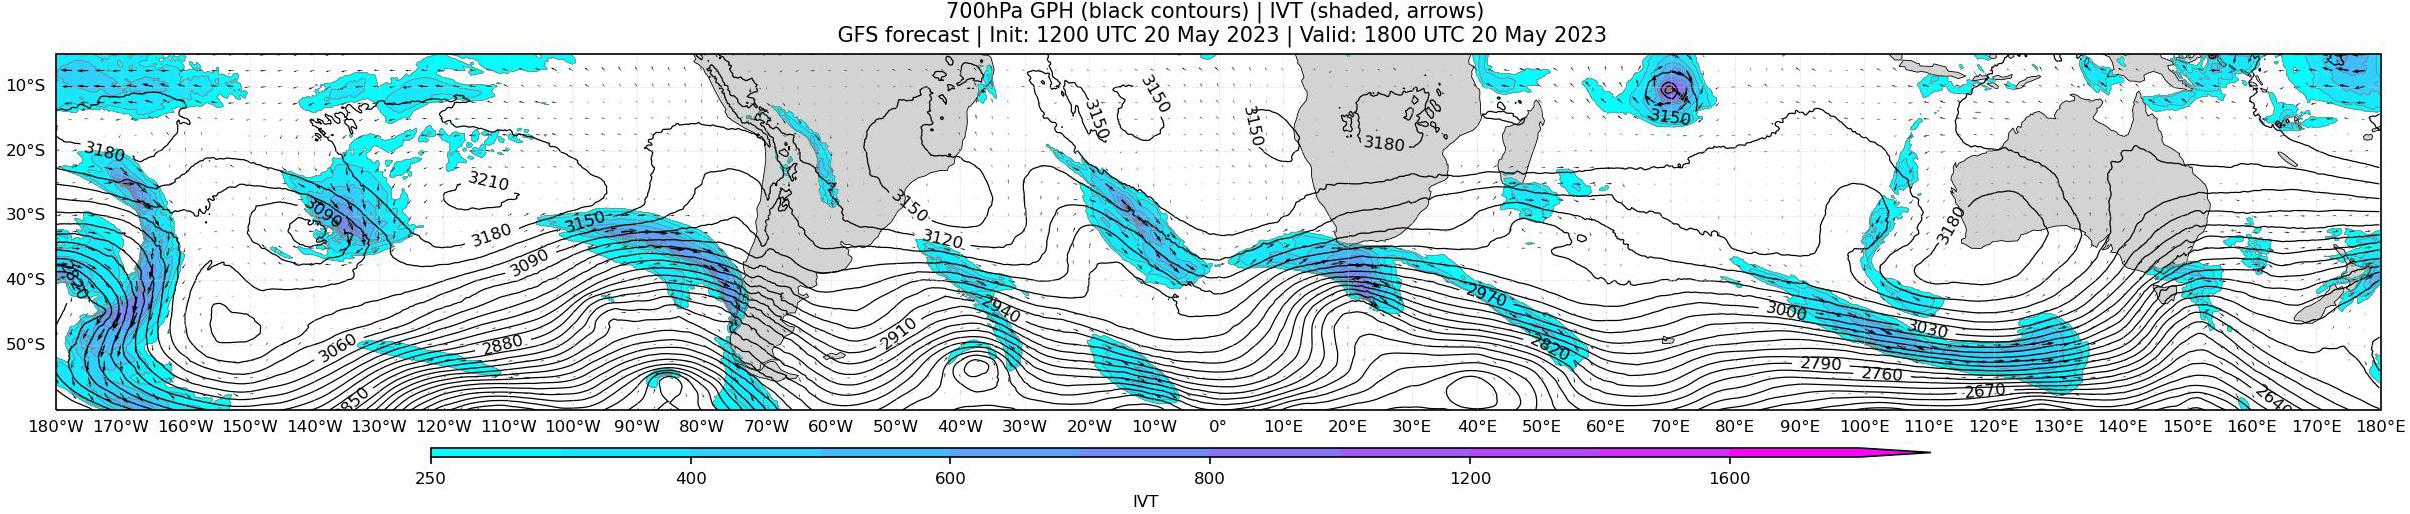 700hPa GPH (black contours) | IVT (shaded, arrows)
GFS forecast | Init: 1200 UTC 20 May 2023 | Valid: 1800 UTC 20 May 2023
10°S
20°S
30°S
40°S
50°S
3180
3210
3090
3150
3180
3090
3060
2880
3150
3120
2940
2910
3150
3150
3150
3180
3150
2970
2820
3000
3030
2790
2760
2670
3180
2640
180°W 170°W 160°W 150°W 140°W 130°W 120°W 110°W 100°W 90°W 80°W 70°W 60°W 50°W 40°W 30°W 20°W 10°W 0° 10°E 20°E 30°E 40°E 50°E 60°E 70°E 80°E 90°E 100°E 110°E 120°E 130°E 140°E 150°E 160°E 170°E 180°E
250 400 600 800 1200 1600
IVT